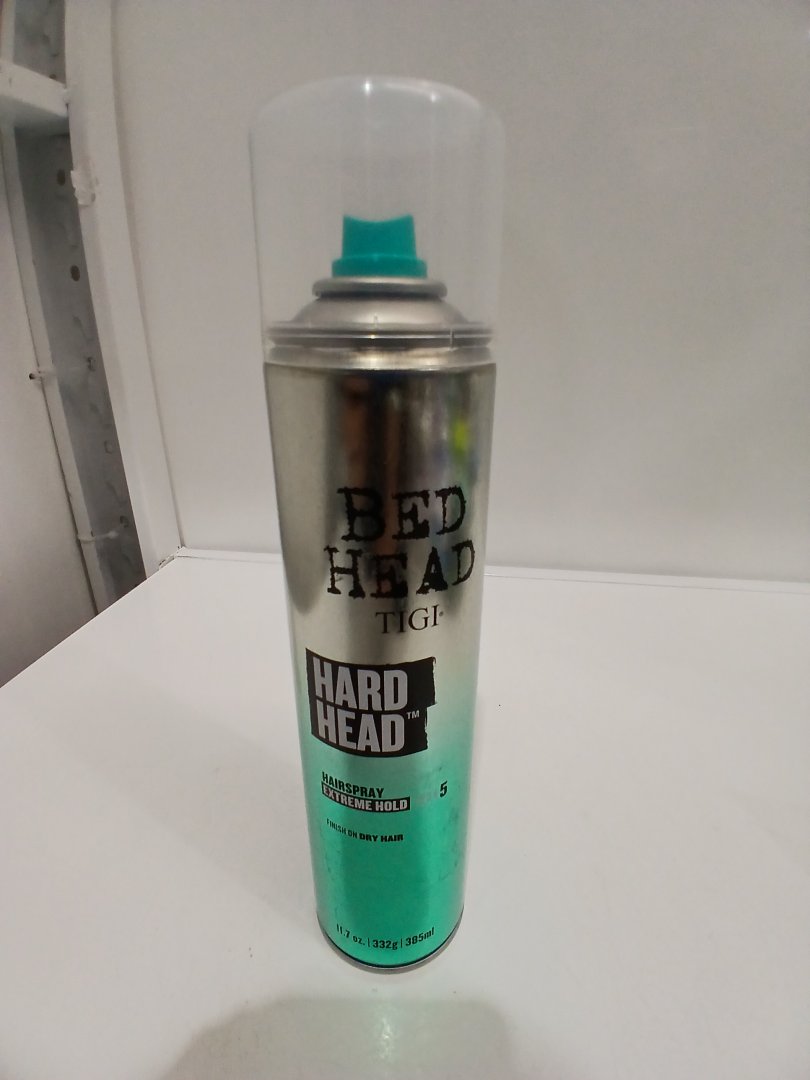 BED
HEAD
TIGI®
HARD
HEAD™
HAIRSPRAY
EXTREME HOLD 5
FINISH ON DRY HAIR
11.7 oz. | 332g | 385ml